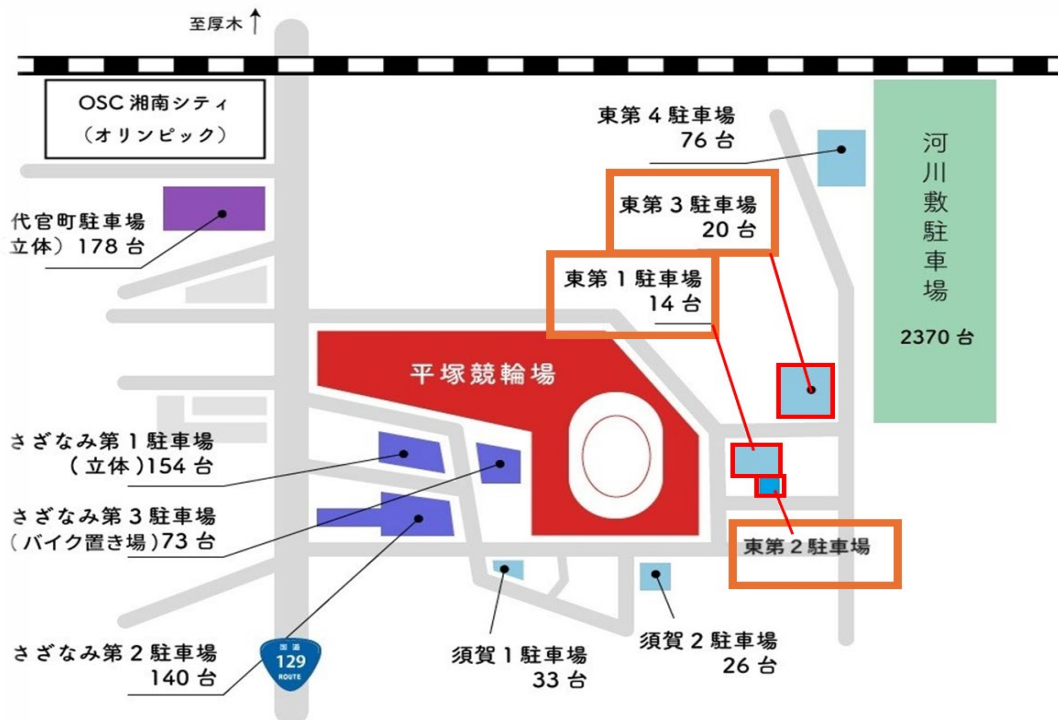 至厚木
OSC 湘南シティ
（オリンピック）
代官町駐車場
立体） 178 台
東第 4 駐車場
76 台
東第 3 駐車場
20 台
東第 1 駐車場
14 台
河川敷駐車場
2370 台
平塚競輪場
さざなみ第 1 駐車場
（ 立体 ）154 台
さざなみ第 3 駐車場
（ バイク置き場 ）73 台
東第 2 駐車場
さざなみ第 2 駐車場
140 台
国道
129
ROUTE
須賀 1 駐車場
33 台
須賀 2 駐車場
26 台